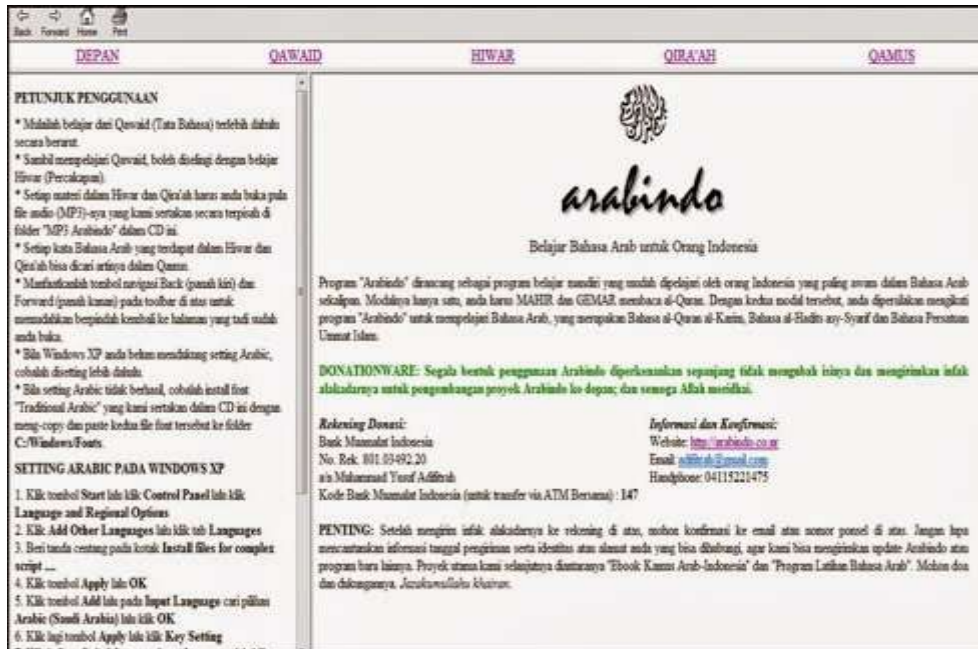 Back Forward Home Print
DEPAN QAWAID HIWAR QIRA'AH QAMUS
PETUNJUK PENGGUNAAN
* Mulailah belajar dari Qawaid (Tata Bahasa) terlebih dahulu
secara berurut.
* Sambil mempelajari Qawaid, boleh diselingi dengan belajar
Hiwar (Percakapan).
* Setiap materi dalam Hiwar dan Qira'ah harus anda buka pula
file audio (MP3)-nya yang kami sertakan secara terpisah di
folder "MP3 Arabindo" dalam CD ini.
* Setiap kata Bahasa Arab yang terdapat dalam Hiwar dan
Qira'ah bisa dicari artinya dalam Qamus.
* Manfaatkanlah tombol navigasi Back (panah kiri) dan
Forward (panah kanan) pada toolbar di atas untuk
memudahkan berpindah kembali ke halaman yang tadi sudah
anda buka.
* Bila Windows XP anda belum mendukung setting Arabic,
cobalah disetting lebih dahulu.
* Bila setting Arabic tidak berhasil, cobalah install font
"Traditional Arabic" yang kami sertakan dalam CD ini dengan
meng-copy dan paste kedua file font tersebut ke folder
C:/Windows/Fonts.
SETTING ARABIC PADA WINDOWS XP
1. Klik tombol Start lalu klik Control Panel lalu klik
Language and Regional Options
2. Klik Add Other Languages lalu klik tab Languages
3. Beri tanda centang pada kotak Install files for complex
script ....
4. Klik tombol Apply lalu OK
5. Klik tombol Add lalu pada Input Language cari pilihan
Arabic (Saudi Arabia) lalu klik OK
6. Klik lagi tombol Apply lalu klik Key Setting
arabindo
Belajar Bahasa Arab untuk Orang Indonesia
Program "Arabindo" dirancang sebagai program belajar mandiri yang mudah dipelajari oleh orang Indonesia yang paling awam dalam Bahasa Arab
sekalipun. Modalnya hanya satu, anda harus MAHIR dan GEMAR membaca al-Quran. Dengan kedua modal tersebut, anda dipersilakan mengikuti
program "Arabindo" untuk mempelajari Bahasa Arab, yang merupakan Bahasa al-Quran al-Karim, Bahasa al-Hadits asy-Syarif dan Bahasa Persatuan
Ummat Islam.
DONATIONWARE: Segala bentuk penggunaan Arabindo diperkenankan sepanjang tidak mengubah isinya dan mengirimkan infak
alakadarnya untuk pengembangan proyek Arabindo ke depan; dan semoga Allah meridhai.
Rekening Donasi:
Bank Muamalat Indonesia
No. Rek. 801.03492.20
a/n Muhammad Yusuf
Kode Bank Muamalat Indonesia (untuk transfer via ATM Bersama) : 147
Informasi dan Konfirmasi:
Website: http://arabindo.co.nr
Email:
Handphone: 04115221475
PENTING: Setelah mengirim infak alakadarnya ke rekening di atas, mohon konfirmasi ke email atau nomor ponsel di atas. Jangan lupa
mencantumkan informasi tanggal pengiriman serta identitas atau alamat anda yang bisa dihubungi, agar kami bisa mengirimkan update Arabindo atau
program baru lainnya. Proyek utama kami selanjutnya diantaranya "Ebook Kamus Arab-Indonesia" dan "Program Latihan Bahasa Arab". Mohon doa
dan dukungannya. Jazakumullahu khairan.